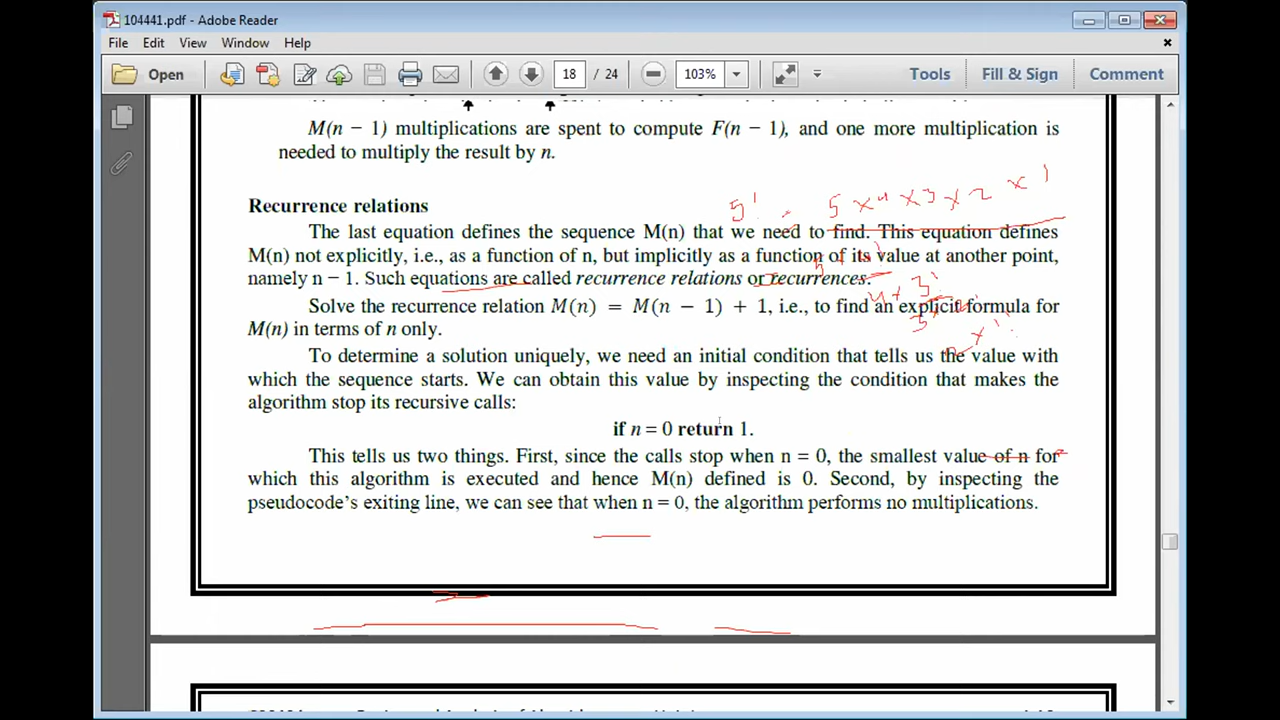 104441.pdf - Adobe Reader
File Edit View Window Help
Open 18 / 24 103% Tools Fill & Sign Comment
M(n − 1) multiplications are spent to compute F(n − 1), and one more multiplication is
needed to multiply the result by n.
5! = 5 x 4 x 3 x 2 x 1
Recurrence relations
The last equation defines the sequence M(n) that we need to find. This equation defines
M(n) not explicitly, i.e., as a function of n, but implicitly as a function of its value at another point,
namely n − 1. Such equations are called recurrence relations or recurrences.
Solve the recurrence relation M(n) = M(n − 1) + 1, i.e., to find an explicit formula for
M(n) in terms of n only.
To determine a solution uniquely, we need an initial condition that tells us the value with
which the sequence starts. We can obtain this value by inspecting the condition that makes the
algorithm stop its recursive calls:
if n = 0 return 1.
This tells us two things. First, since the calls stop when n = 0, the smallest value of n for
which this algorithm is executed and hence M(n) defined is 0. Second, by inspecting the
pseudocode’s exiting line, we can see that when n = 0, the algorithm performs no multiplications.